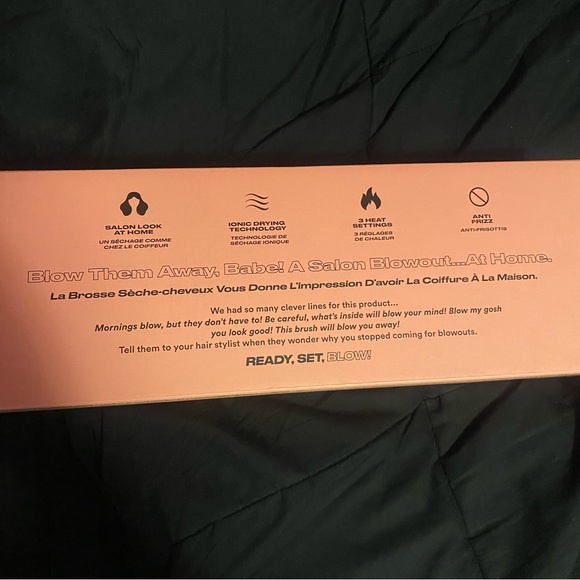 SALON LOOK
AT HOME
UN SÉCHAGE COMME
CHEZ LE COIFFEUR
IONIC DRYING
TECHNOLOGY
TECHNOLOGIE DE
SÉCHAGE IONIQUE
3 HEAT
SETTINGS
3 RÉGLAGES
DE CHALEUR
ANTI
FRIZZ
ANTI-FRISOTTIS
Blow Them Away, Babe! A Salon Blowout...At Home.
La Brosse Sèche-cheveux Vous Donne L'impression D'avoir La Coiffure À La Maison.
We had so many clever lines for this product...
Mornings blow, but they don't have to! Be careful, what's inside will blow your mind! Blow my gosh
you look good! This brush will blow you away!
Tell them to your hair stylist when they wonder why you stopped coming for blowouts.
READY, SET, BLOW!